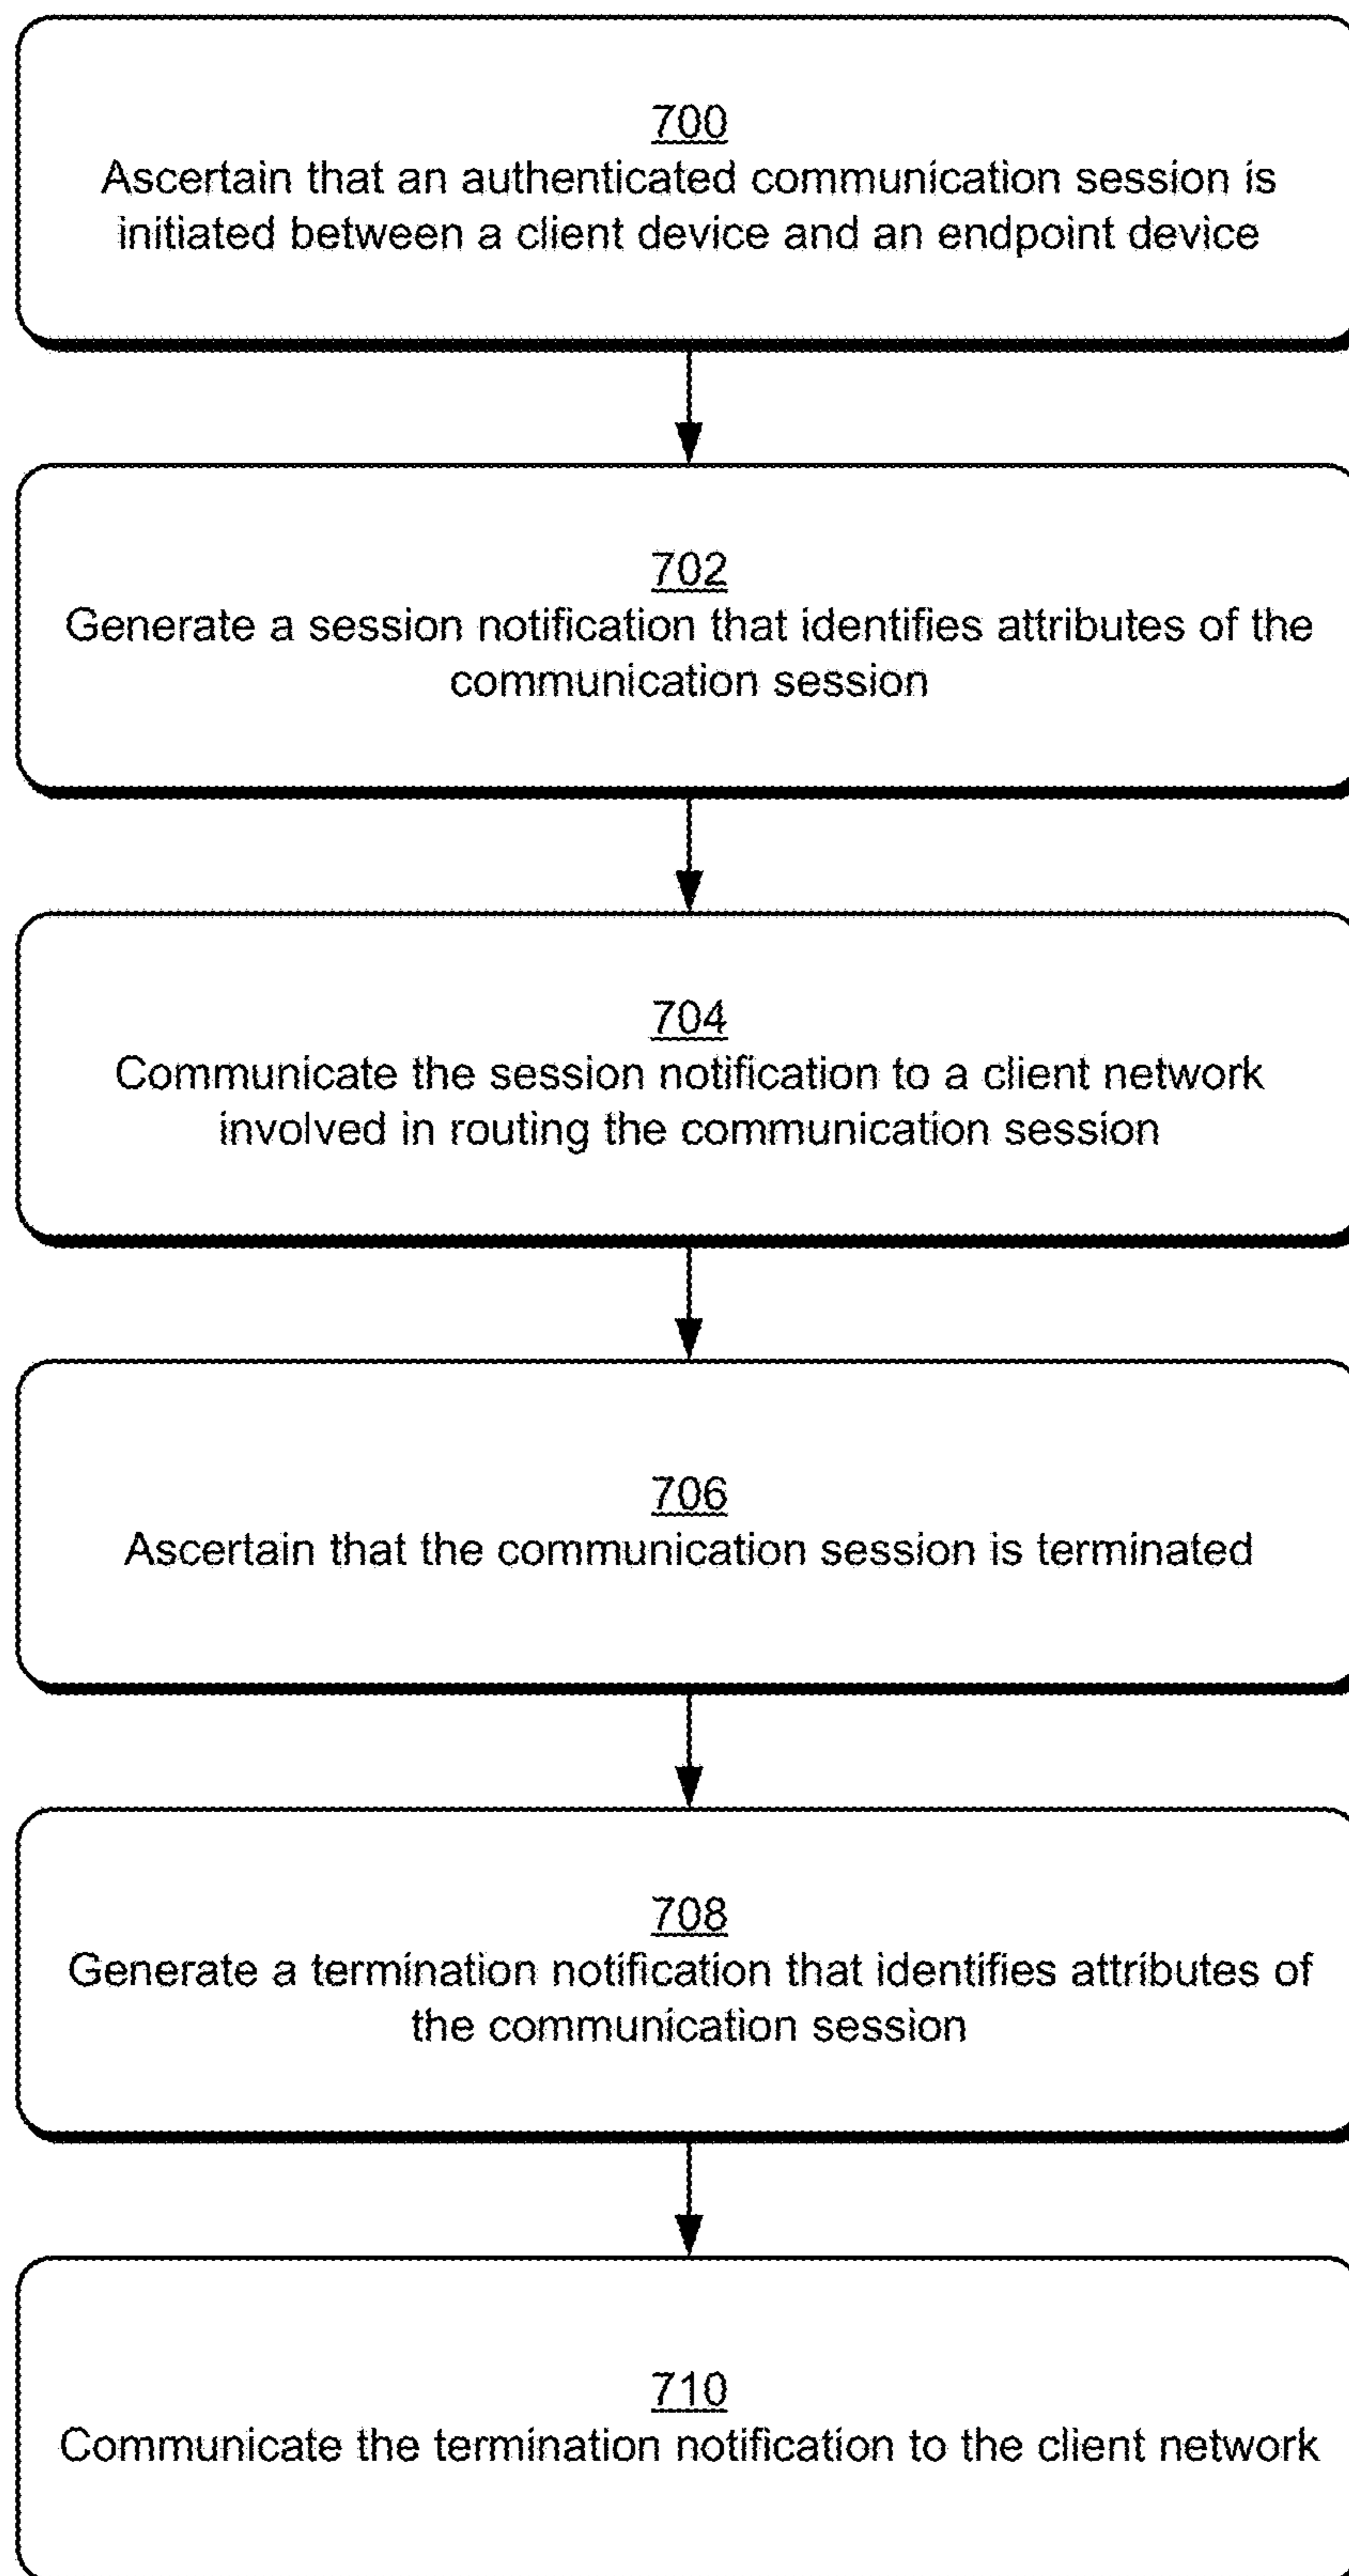 700
Ascertain that an authenticated communication session is
initiated between a client device and an endpoint device
702
Generate a session notification that identifies attributes of the
communication session
704
Communicate the session notification to a client network
involved in routing the communication session
706
Ascertain that the communication session is terminated
708
Generate a termination notification that identifies attributes of
the communication session
710
Communicate the termination notification to the client network